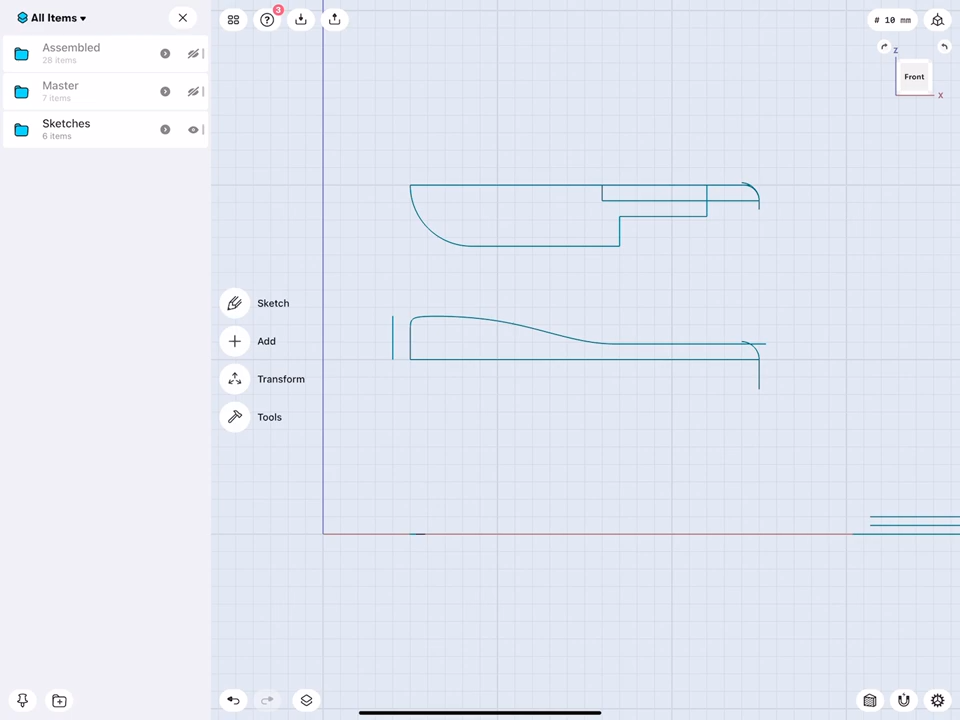 All Items
3
# 10 mm
Assembled
28 items
Z
Front
X
Master
7 items
Sketches
6 items
Sketch
Add
Transform
Tools